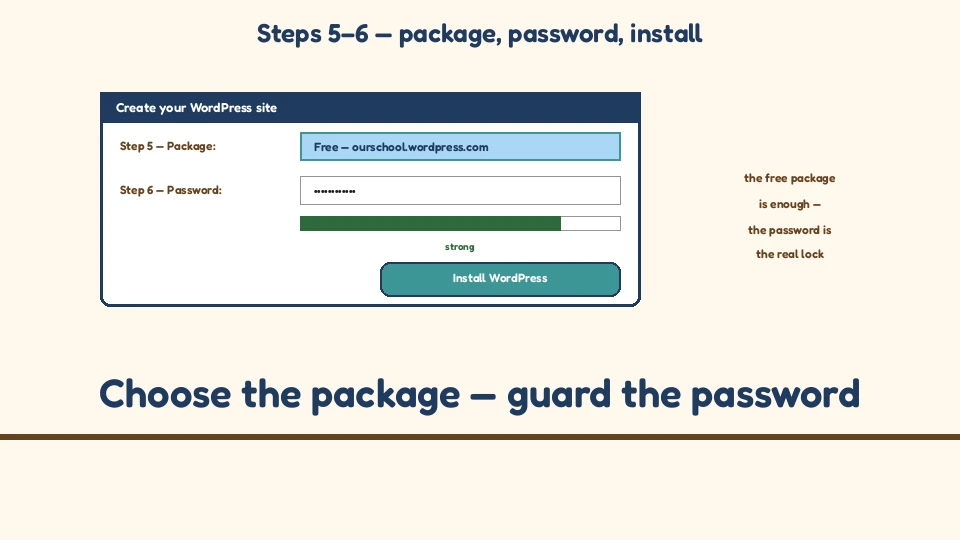 Steps 5–6 — package, password, install
Create your WordPress site
Step 5 — Package:
Free — ourschool.wordpress.com
Step 6 — Password:
••••••••••••
strong
Install WordPress
the free package
is enough —
the password is
the real lock
Choose the package — guard the password